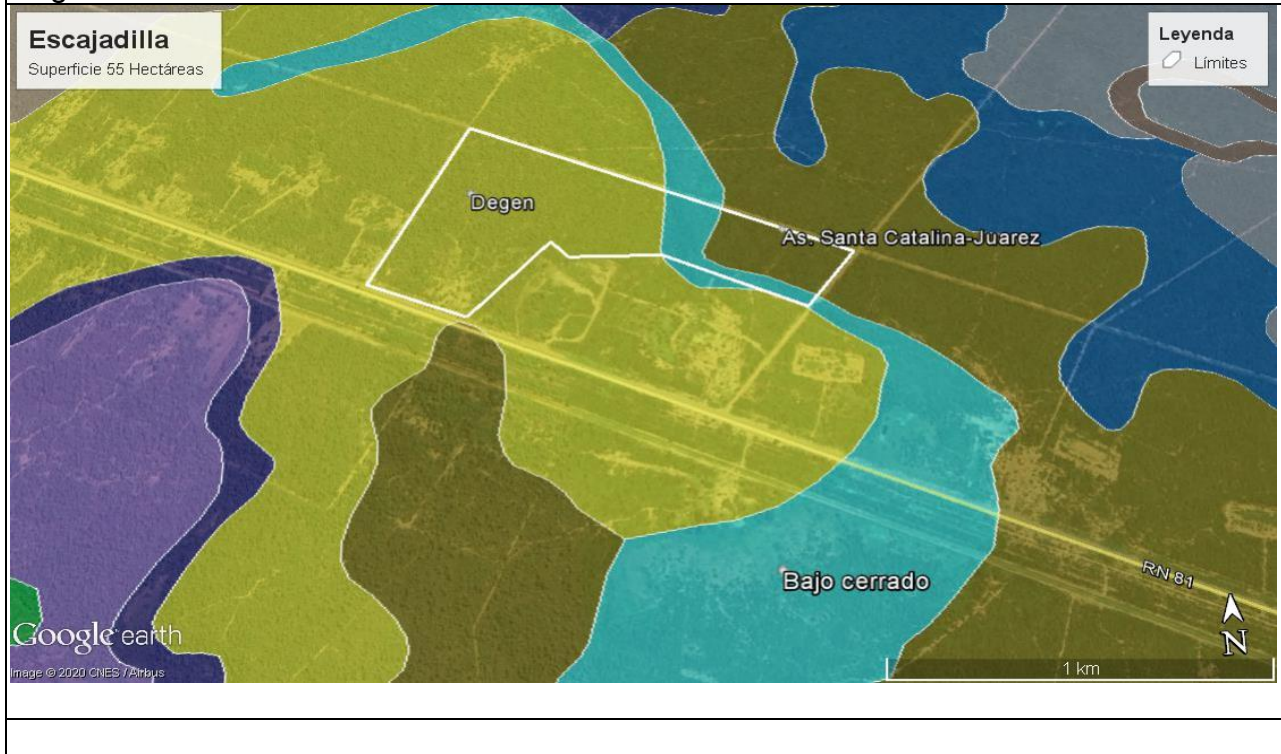 Escajadilla
Superficie 55 Hectáreas
Leyenda
Límites
Degen
As. Santa Catalina-Juarez
Bajo cerrado
RN 81
N
Google earth
Image © 2020 CNES / Airbus
1 km